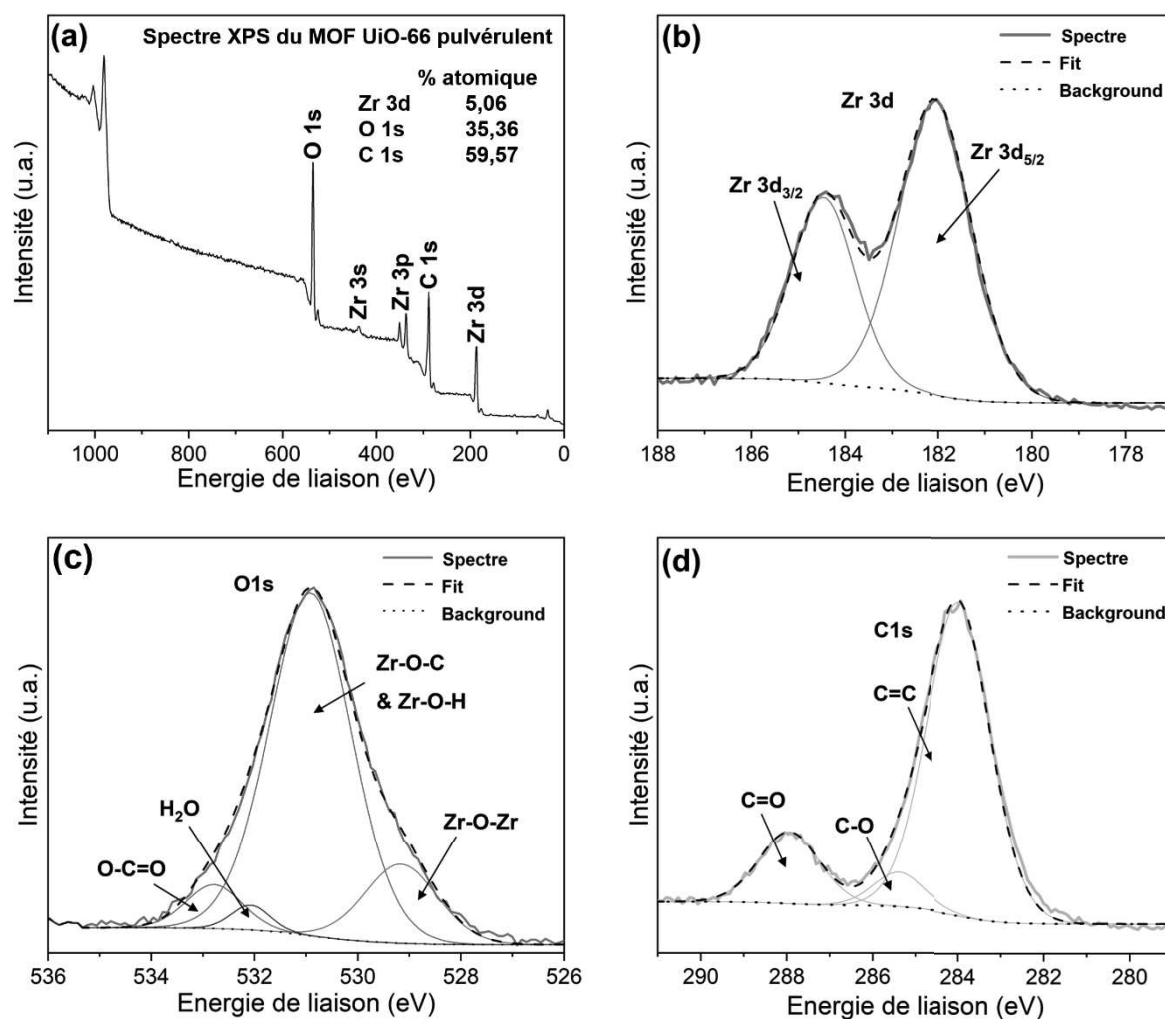 (a)
Spectre XPS du MOF UiO-66 pulvérulent
% atomique
Zr 3d 5,06
O 1s 35,36
C 1s 59,57
O 1s
Zr 3s
Zr 3p
C 1s
Zr 3d
Intensité (u.a.)
1000 800 600 400 200 0
Energie de liaison (eV)
(b)
Spectre
Fit
Background
Zr 3d
Zr 3d5/2
Zr 3d3/2
Intensité (u.a.)
188 186 184 182 180 178
Energie de liaison (eV)
(c)
Spectre
Fit
Background
O1s
Zr-O-C
& Zr-O-H
H2O
Zr-O-Zr
O-C=O
Intensité (u.a.)
536 534 532 530 528 526
Energie de liaison (eV)
(d)
Spectre
Fit
Background
C1s
C=C
C=O
C-O
Intensité (u.a.)
290 288 286 284 282 280
Energie de liaison (eV)